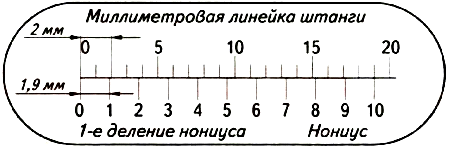 Миллиметровая линейка штанги
2 мм
0 5 10 15 20
1,9 мм
0 1 2 3 4 5 6 7 8 9 10
1-е деление нониуса Нониус